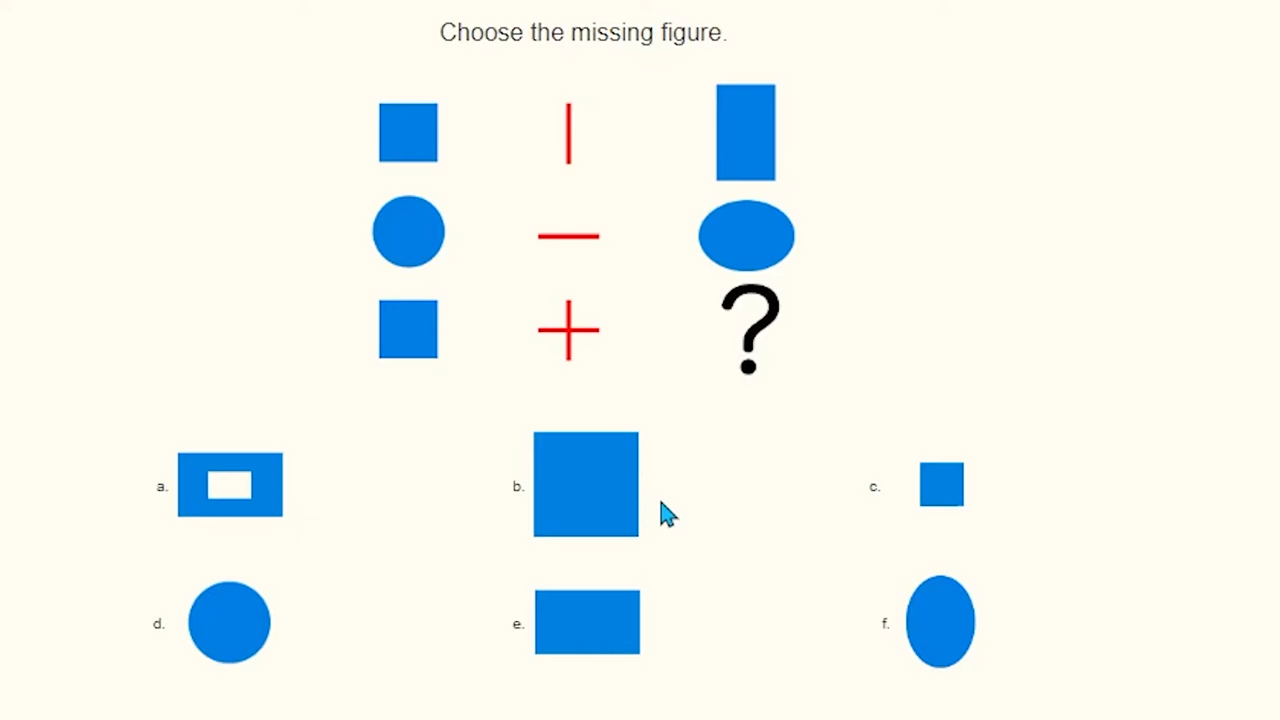 Choose the missing figure.
?
a.
b.
c.
d.
e.
f.